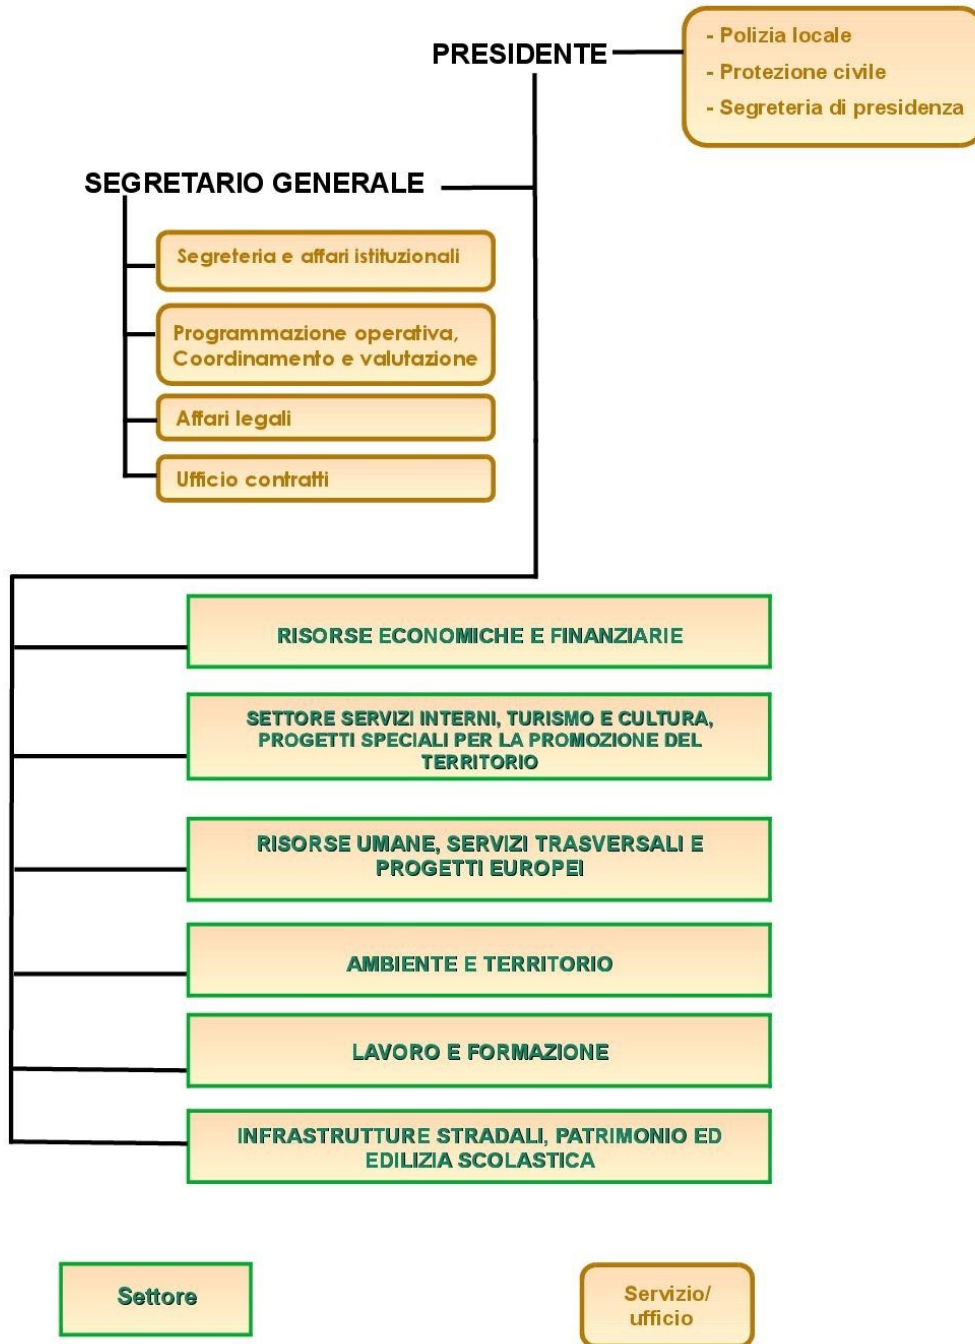 PRESIDENTE
- Polizia locale
- Protezione civile
- Segreteria di presidenza
SEGRETARIO GENERALE
Segreteria e affari istituzionali
Programmazione operativa,
Coordinamento e valutazione
Affari legali
Ufficio contratti
RISORSE ECONOMICHE E FINANZIARIE
SETTORE SERVIZI INTERNI, TURISMO E CULTURA,
PROGETTI SPECIALI PER LA PROMOZIONE DEL
TERRITORIO
RISORSE UMANE, SERVIZI TRASVERSALI E
PROGETTI EUROPEI
AMBIENTE E TERRITORIO
LAVORO E FORMAZIONE
INFRASTRUTTURE STRADALI, PATRIMONIO ED
EDILIZIA SCOLASTICA
Settore
Servizio/
ufficio